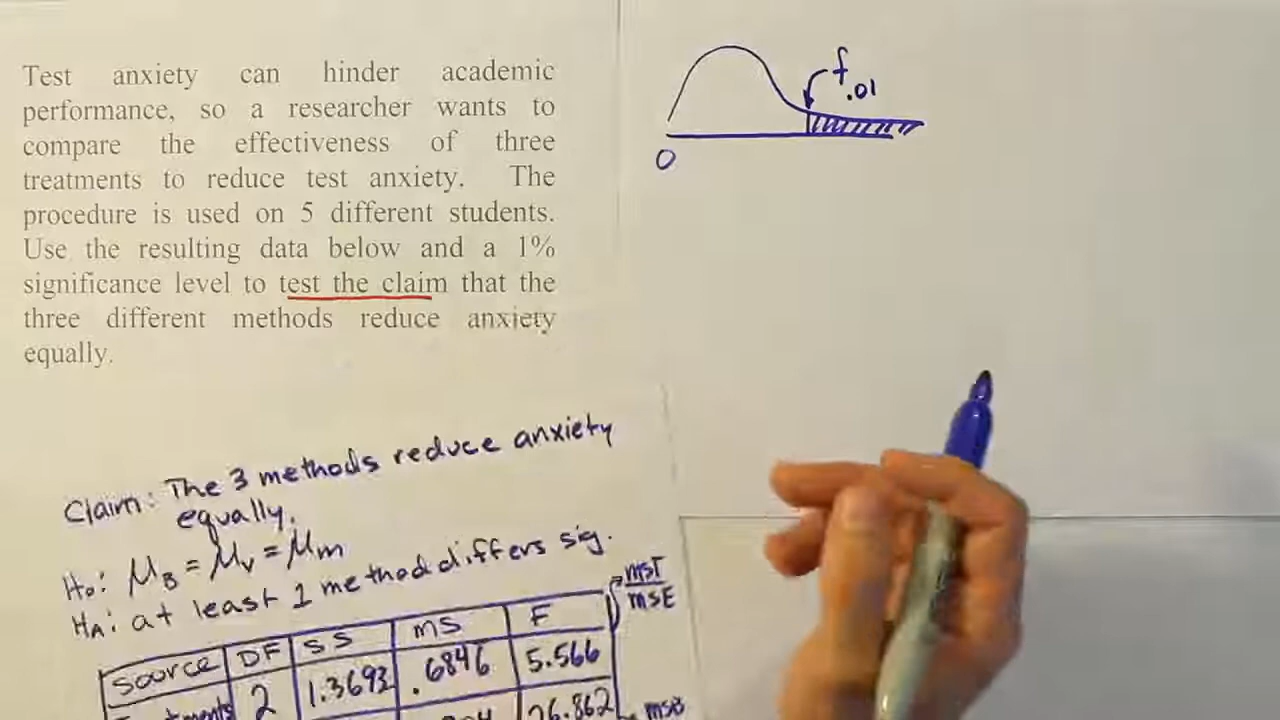 Test anxiety can hinder academic
performance, so a researcher wants to
compare the effectiveness of three
treatments to reduce test anxiety. The
procedure is used on 5 different students.
Use the resulting data below and a 1%
significance level to test the claim that the
three different methods reduce anxiety
equally.
f.01
0
Claim: The 3 methods reduce anxiety
equally.
H₀: μB = μV = μm
HA: at least 1 method differs sig.
MST
MSE
Source DF SS MS F
2 1.3693 .6846 5.566
26.862
MSB